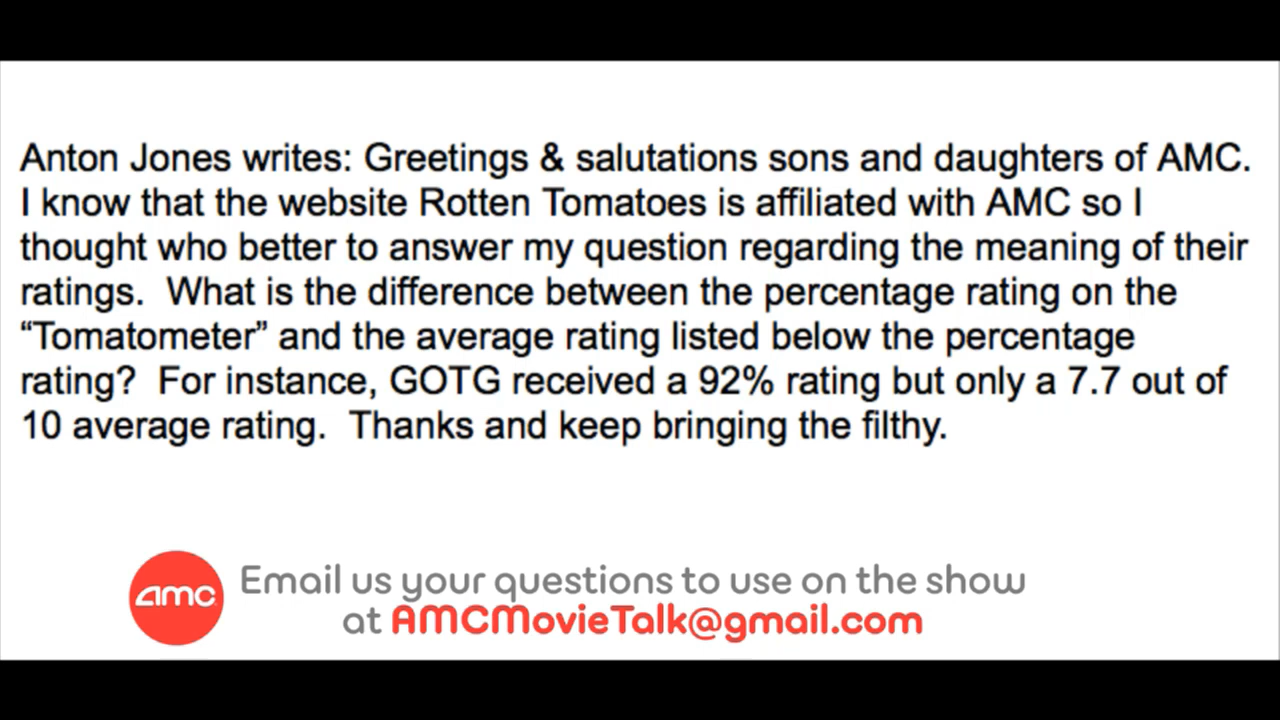 Anton Jones writes: Greetings & salutations sons and daughters of AMC.
I know that the website Rotten Tomatoes is affiliated with AMC so I
thought who better to answer my question regarding the meaning of their
ratings.  What is the difference between the percentage rating on the
“Tomatometer” and the average rating listed below the percentage
rating?  For instance, GOTG received a 92% rating but only a 7.7 out of
10 average rating.  Thanks and keep bringing the filthy.
amc
Email us your questions to use on the show
at AMCMovieTalk@gmail.com